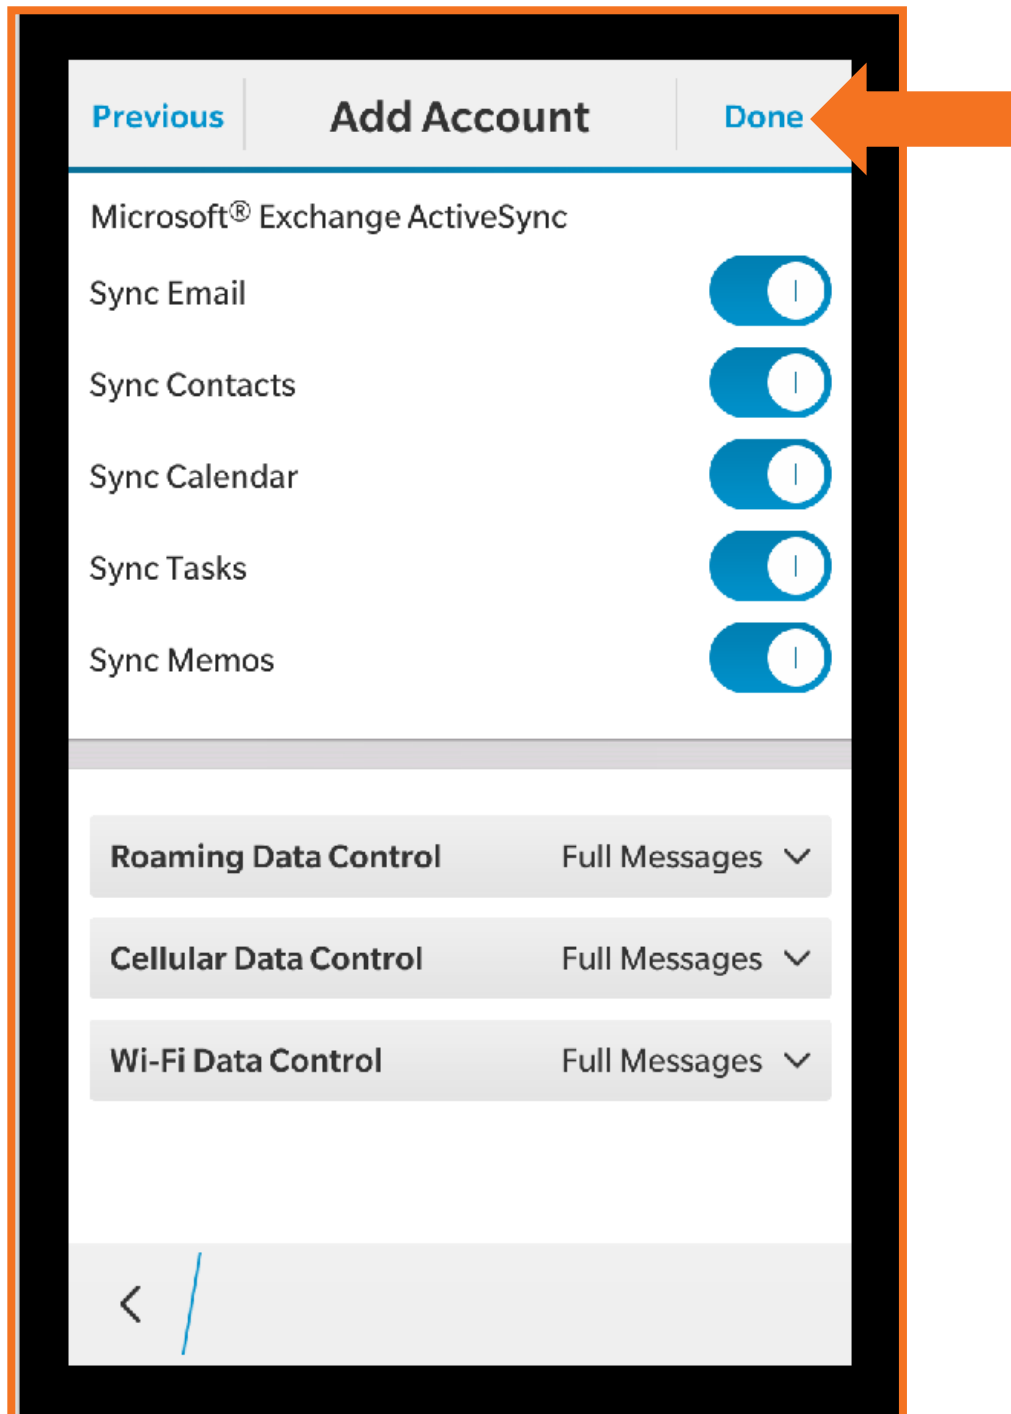 Previous
Add Account
Done
Microsoft® Exchange ActiveSync
Sync Email
Sync Contacts
Sync Calendar
Sync Tasks
Sync Memos
Roaming Data Control Full Messages
Cellular Data Control Full Messages
Wi-Fi Data Control Full Messages